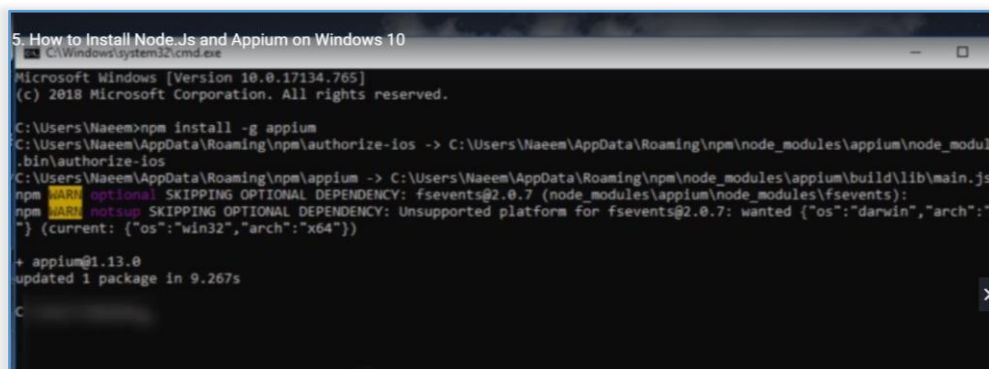 5. How to Install Node.Js and Appium on Windows 10
C:\Windows\system32\cmd.exe
Microsoft Windows [Version 10.0.17134.765]
(c) 2018 Microsoft Corporation. All rights reserved.
C:\Users\Naeem>npm install -g appium
C:\Users\Naeem\AppData\Roaming\npm\authorize-ios -> C:\Users\Naeem\AppData\Roaming\npm\node_modules\appium\node_modul
.bin\authorize-ios
C:\Users\Naeem\AppData\Roaming\npm\appium -> C:\Users\Naeem\AppData\Roaming\npm\node_modules\appium\build\lib\main.js
npm WARN optional SKIPPING OPTIONAL DEPENDENCY: fsevents@2.0.7 (node_modules\appium\node_modules\fsevents):
npm WARN notsup SKIPPING OPTIONAL DEPENDENCY: Unsupported platform for fsevents@2.0.7: wanted {"os":"darwin","arch":"
"} (current: {"os":"win32","arch":"x64"})
+ appium@1.13.0
updated 1 package in 9.267s
C